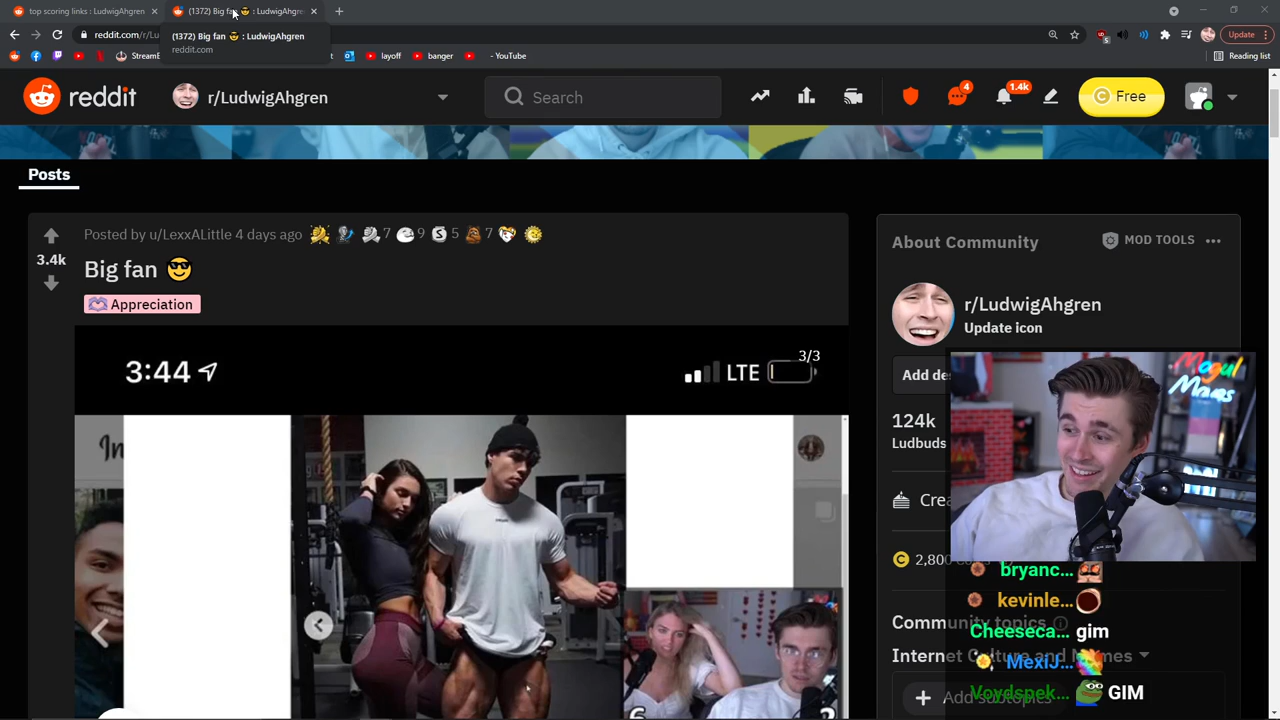 top scoring links : LudwigAhgren
(1372) Big fan 😎 : LudwigAhgre
reddit.com/r/Lu
Update
(1372) Big fan 😎 : LudwigAhgren
reddit.com
StreamE
layoff
banger
- YouTube
Reading list
reddit
r/LudwigAhgren
Search
4
1.4k
Free
Posts
Posted by u/LexxALittle 4 days ago
7
9
5
7
3.4k
Big fan 😎
Appreciation
3:44
LTE
3/3
In
About Community
MOD TOOLS
r/LudwigAhgren
Update icon
Add de
124k
Ludbuds
Crea
2,800
Community topics
Internet Culture and Memes
Add subtopics
Mogul
Moves
bryanc...
kevinle...
Cheeseca... gim
MexiJ...
Voydspek... GIM